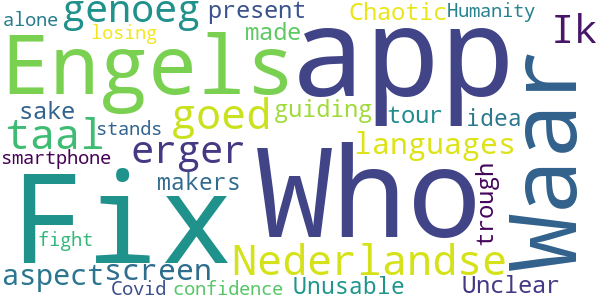 genoeg present Chaotic Humanity
alone losing made Ik
Engels app Waar
sake goed guiding tour idea
taal stands
erger languages
smartphone makers Who trough
Fix
fight Nederlandse
aspect screen
Covid confidence Unusable Unclear